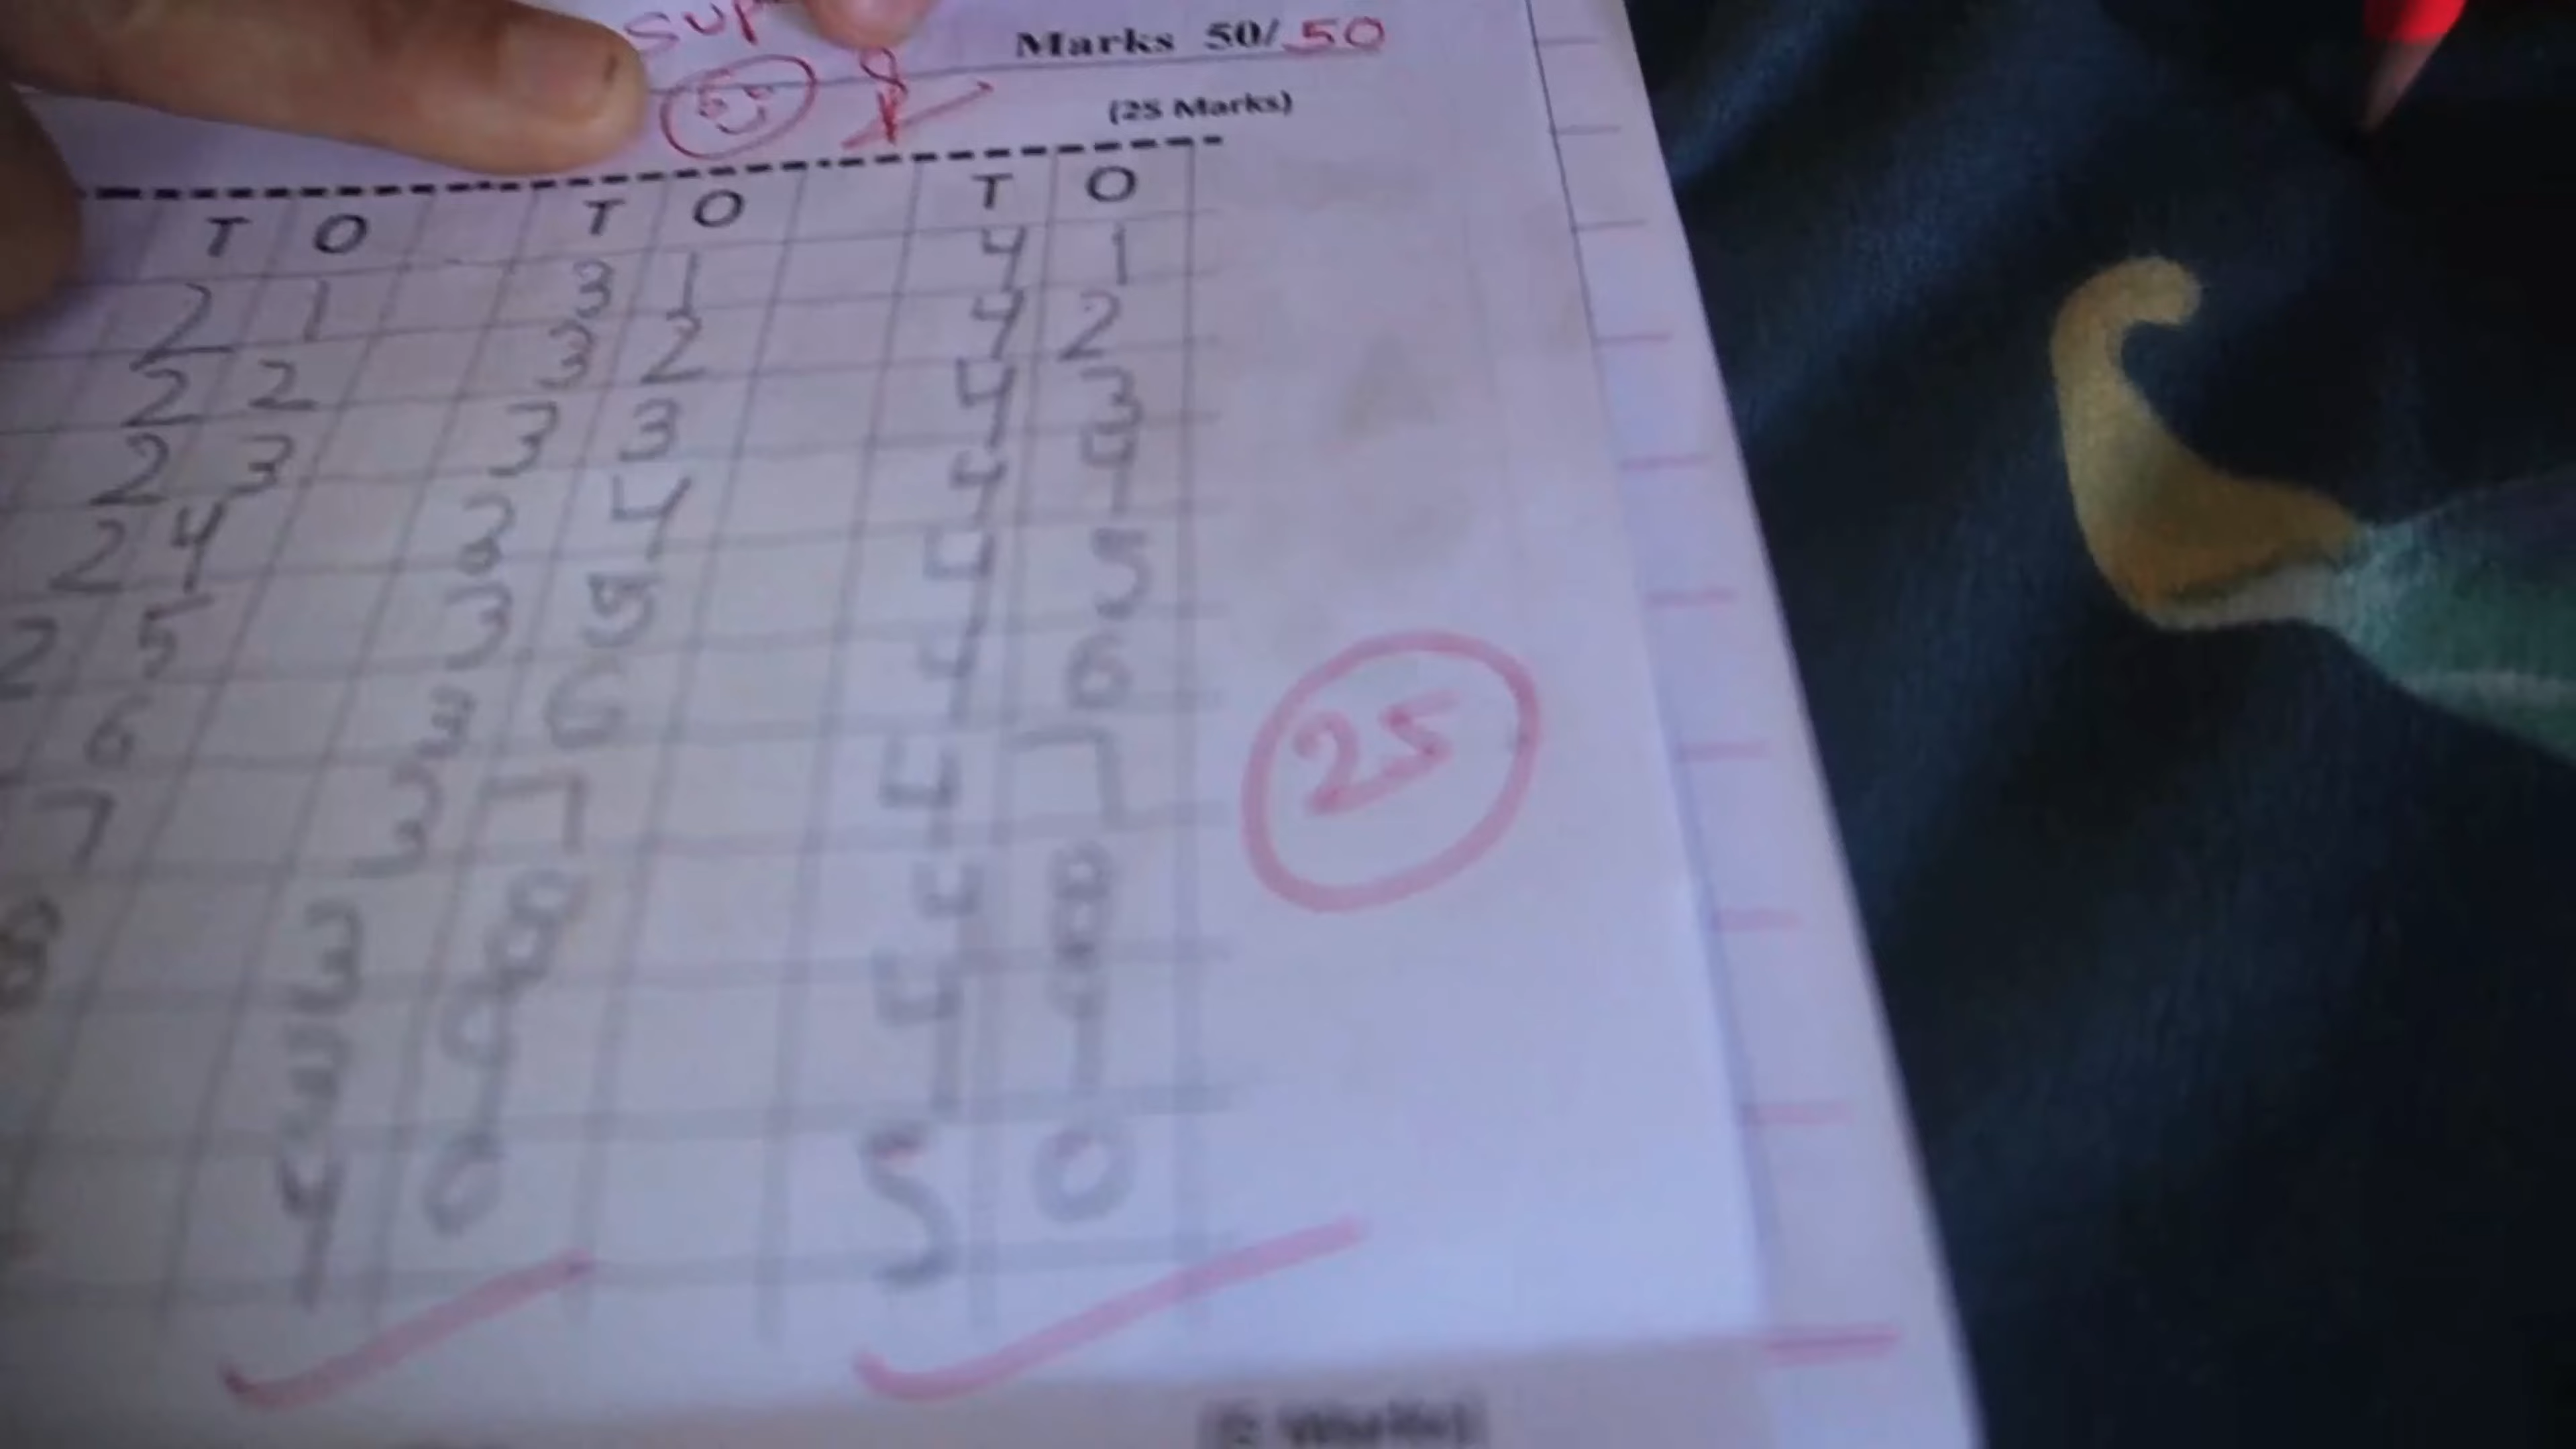 Sup
Marks 50/50
(25 Marks)
T O T O T O
2 1 3 1 4 1
2 2 3 2 4 2
2 3 3 3 4 3
2 4 3 4 4 4
2 5 3 5 4 5
6 3 6 4 6
7 3 7 4 7
8 3 8 4 8
3 9 4 9
4 0 5 0
25